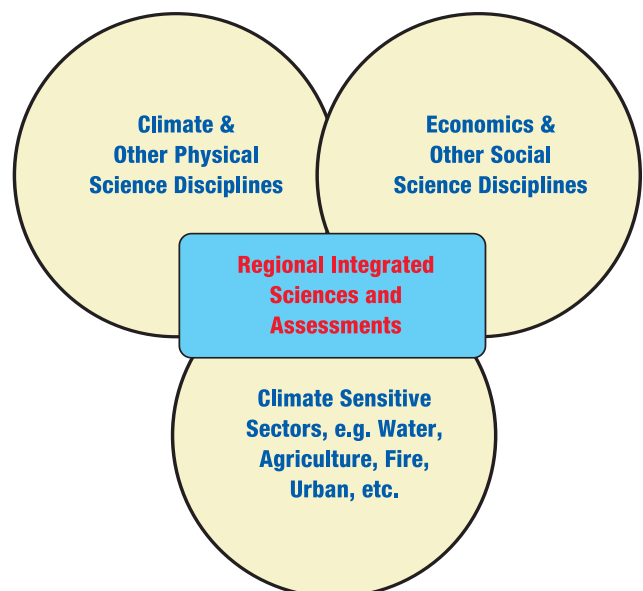 Climate &
Other Physical
Science Disciplines
Economics &
Other Social
Science Disciplines
Regional Integrated
Sciences and
Assessments
Climate Sensitive
Sectors, e.g. Water,
Agriculture, Fire,
Urban, etc.